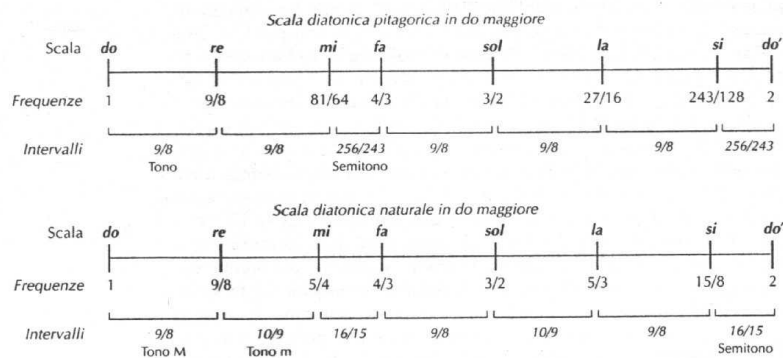 Scala diatonica pitagorica in do maggiore
Scala do re mi fa sol la si do'
Frequenze 1 9/8 81/64 4/3 3/2 27/16 243/128 2
Intervalli 9/8 9/8 256/243 9/8 9/8 9/8 256/243
Tono Semitono
Scala diatonica naturale in do maggiore
Scala do re mi fa sol la si do'
Frequenze 1 9/8 5/4 4/3 3/2 5/3 15/8 2
Intervalli 9/8 10/9 16/15 9/8 10/9 9/8 16/15
Tono M Tono m Semitono